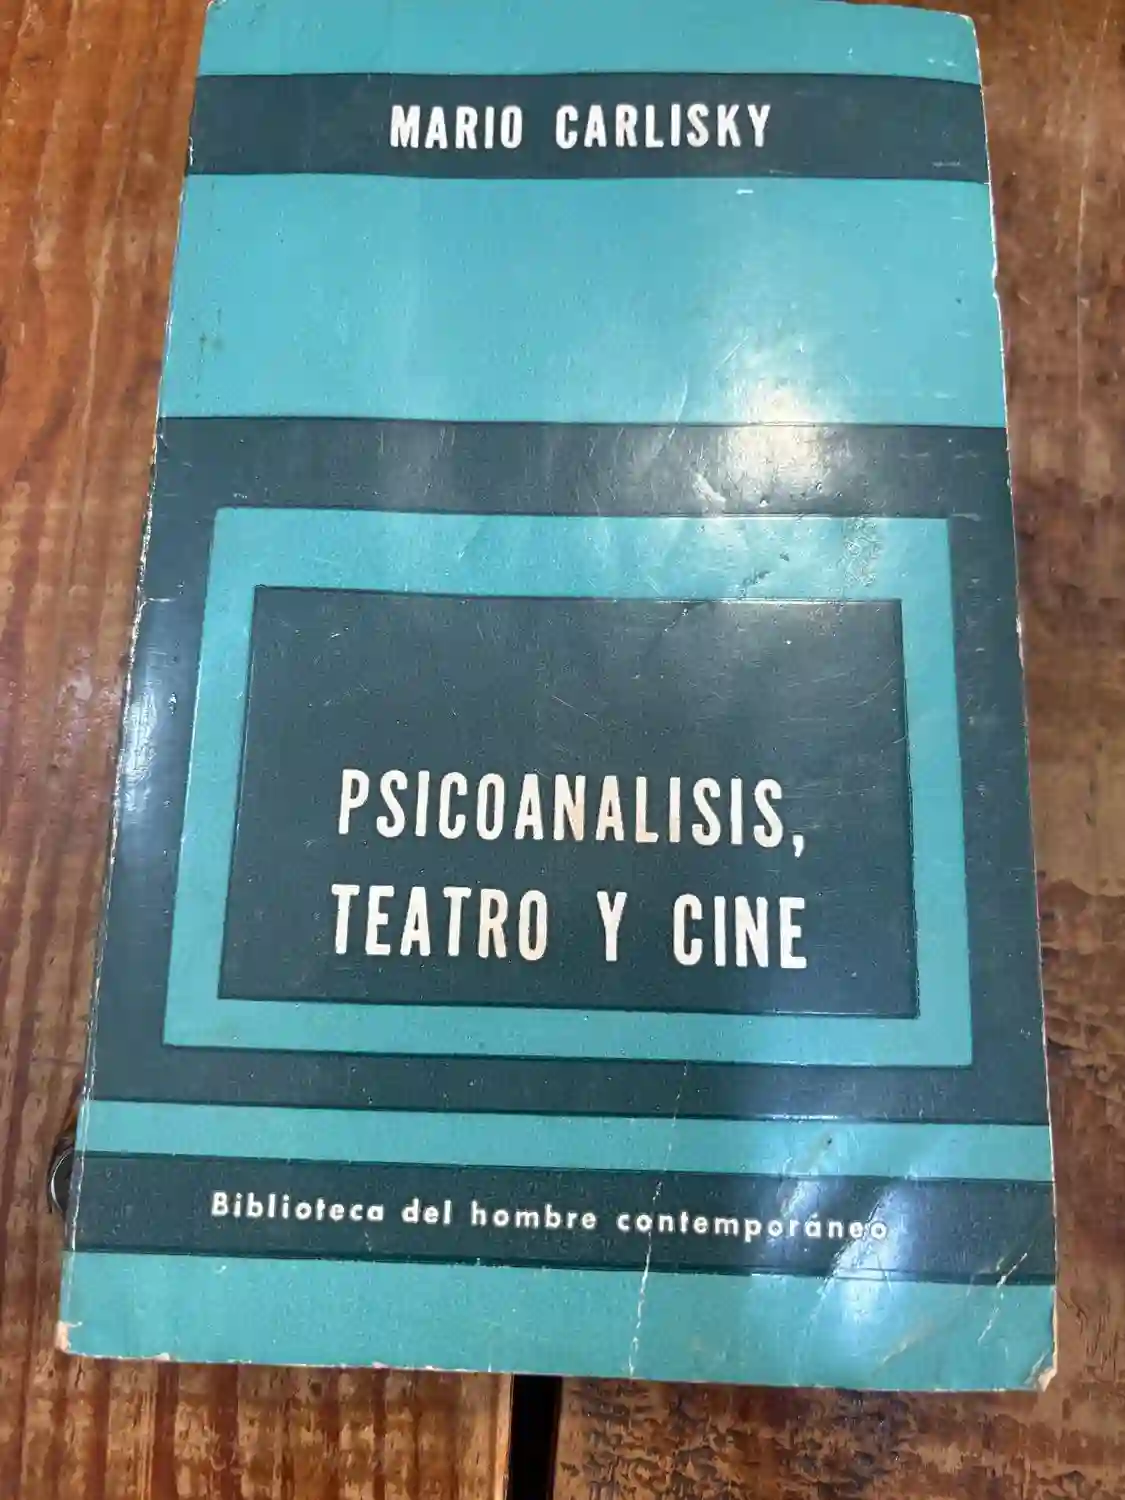 MARIO CARLISKY
PSICOANALISIS,
TEATRO Y CINE
Biblioteca del hombre contemporáneo